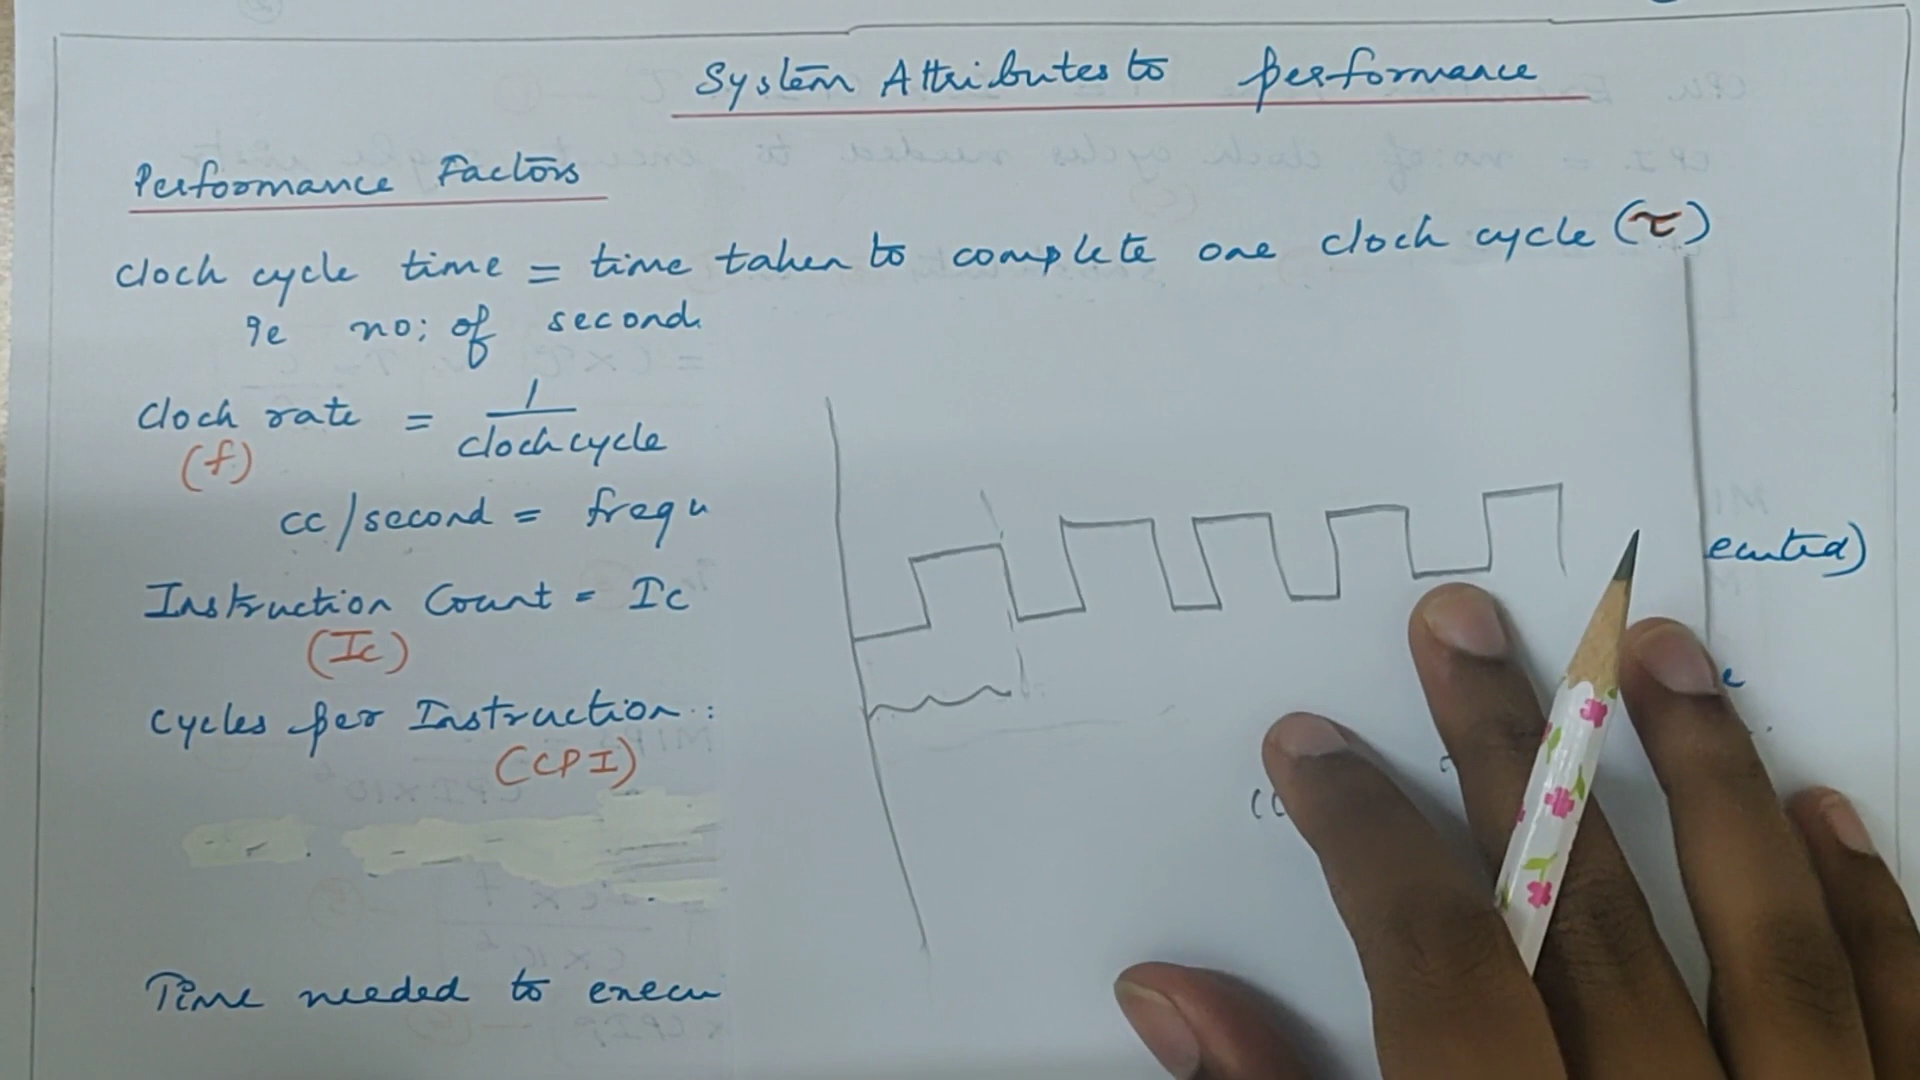 System Attributes to performance
Performance Factors
Clock cycle time = time taken to complete one clock cycle (τ)
ie no: of second
Clock rate = 1/clock cycle
(f)
cc/second = frequ
ecuted)
Instruction Count = Ic
(Ic)
Cycles per Instruction :
(CPI)
Time needed to execu